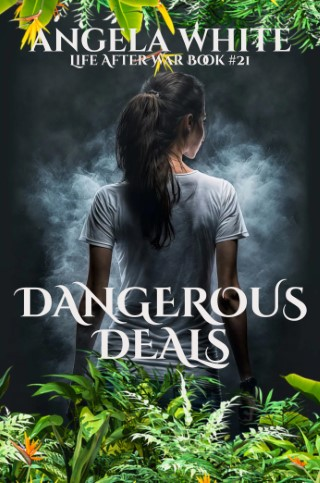 ANGELA WHITE
LIFE AFTER WAR BOOK #21
DANGEROUS
DEALS